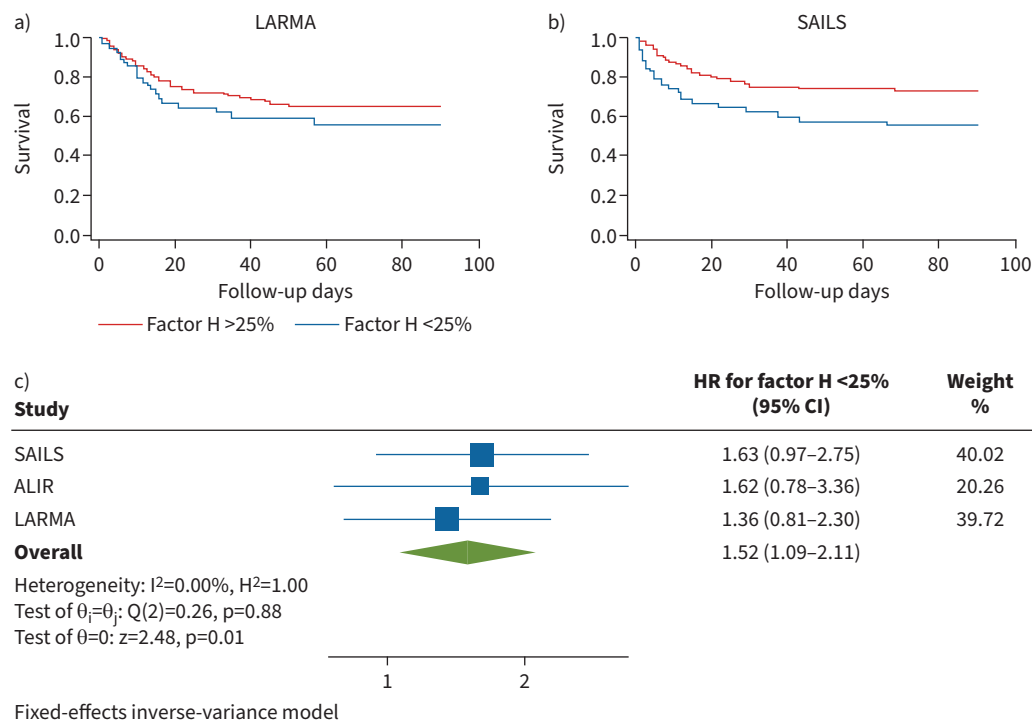 a)
LARMA
1.0
0.8
0.6
0.4
0.2
0.0
Survival
0 20 40 60 80 100
Follow-up days
b)
SAILS
1.0
0.8
0.6
0.4
0.2
0.0
Survival
0 20 40 60 80 100
Follow-up days
Factor H >25% Factor H <25%
c)
Study
HR for factor H <25%
(95% CI)
Weight
%
SAILS 1.63 (0.97–2.75) 40.02
ALIR 1.62 (0.78–3.36) 20.26
LARMA 1.36 (0.81–2.30) 39.72
Overall 1.52 (1.09–2.11)
Heterogeneity: I²=0.00%, H²=1.00
Test of θᵢ=θⱼ: Q(2)=0.26, p=0.88
Test of θ=0: z=2.48, p=0.01
1 2
Fixed-effects inverse-variance model